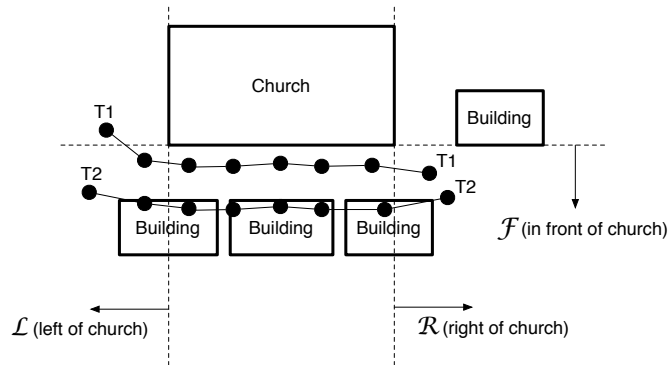 Church
T1
Building
T2
T1
T2
Building
Building
Building
ℱ (in front of church)
ℒ (left of church)
ℛ (right of church)